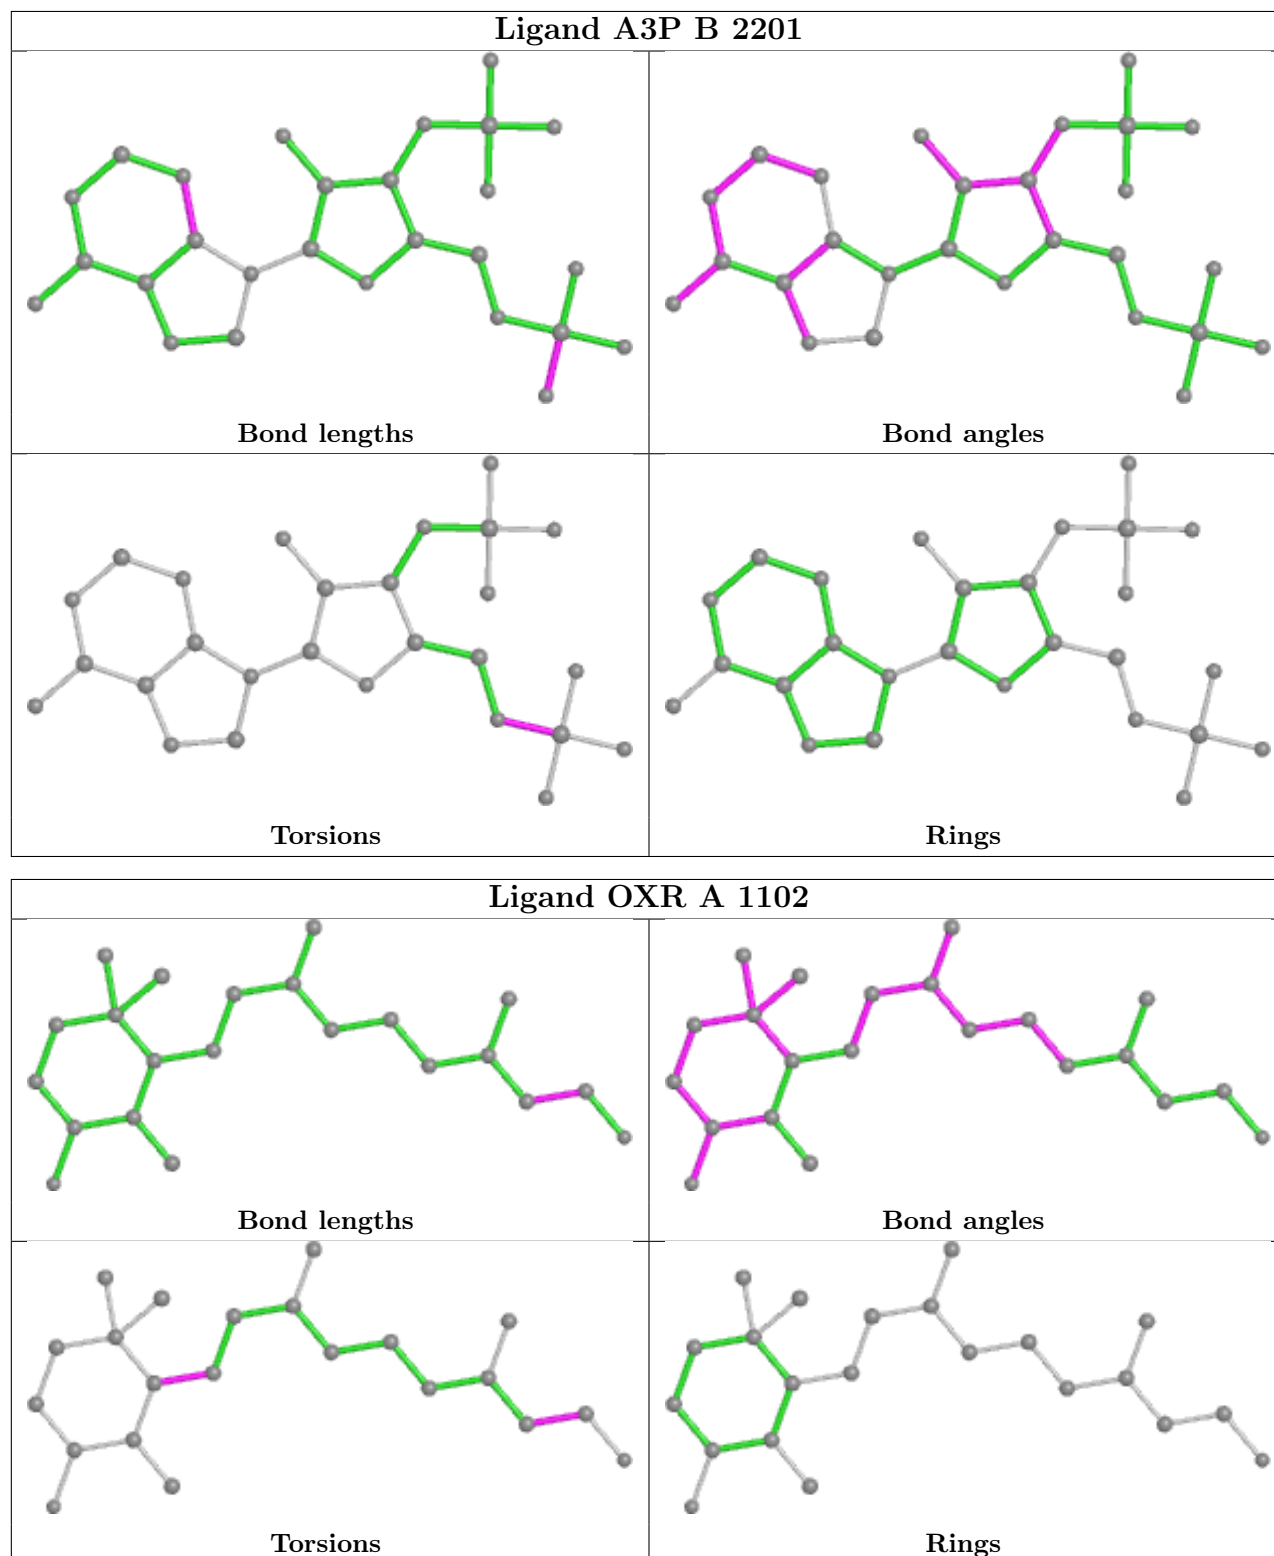 Ligand A3P B 2201
Bond lengths
Bond angles
Torsions
Rings
Ligand OXR A 1102
Bond lengths
Bond angles
Torsions
Rings